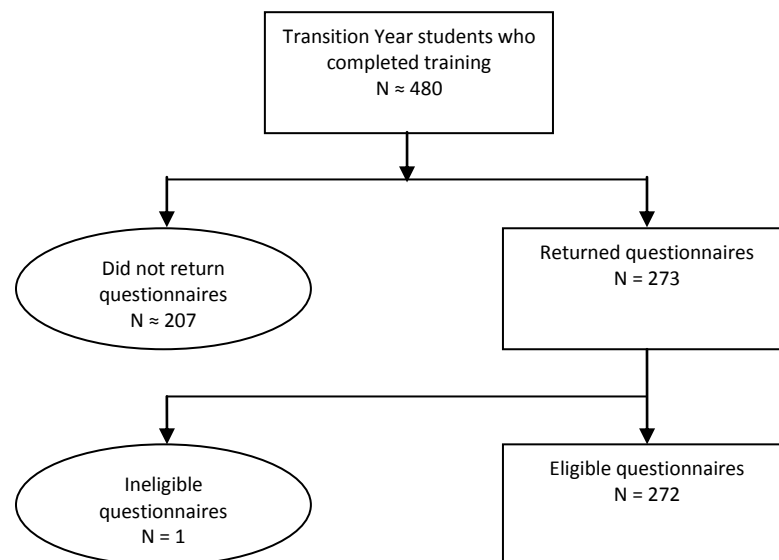 Transition Year students who
completed training
N ≈ 480
Did not return
questionnaires
N ≈ 207
Returned questionnaires
N = 273
Ineligible
questionnaires
N = 1
Eligible questionnaires
N = 272